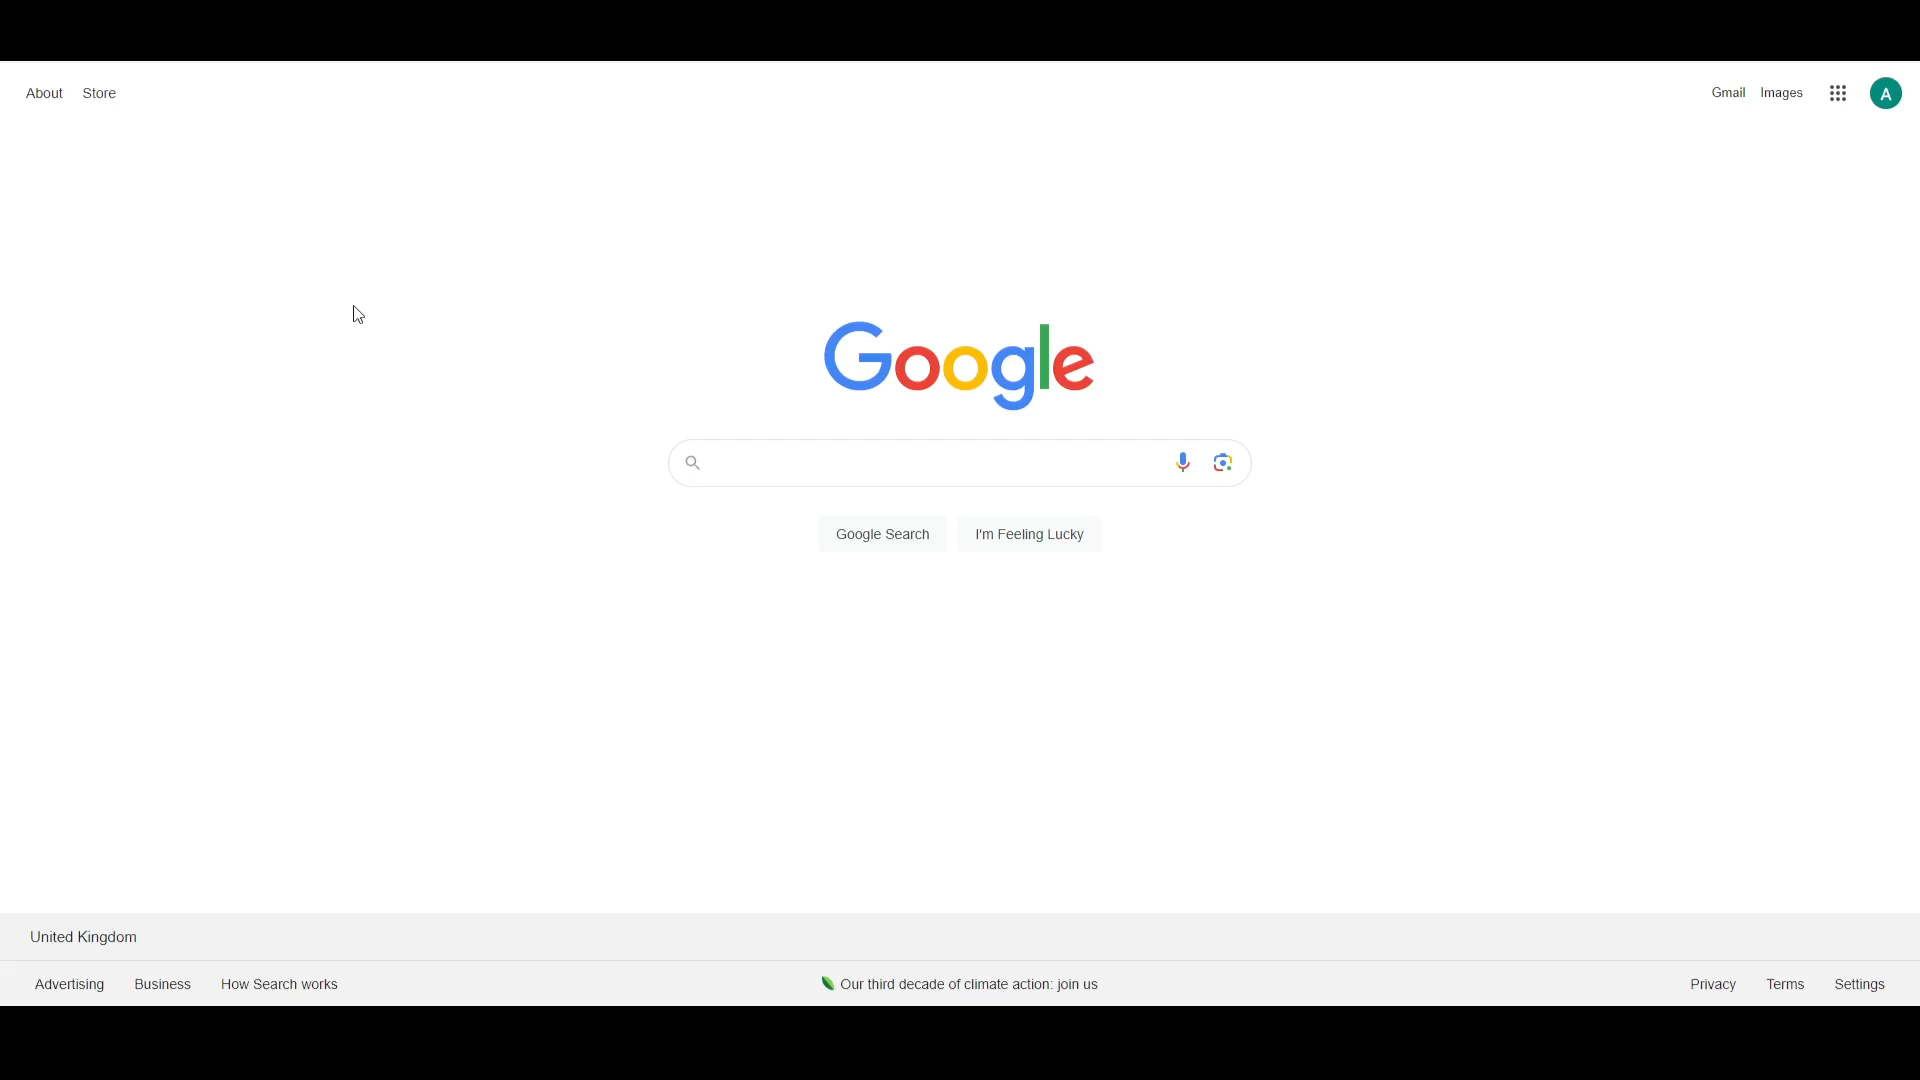 About Store Gmail Images A
Google
Google Search I'm Feeling Lucky
United Kingdom
Advertising Business How Search works Our third decade of climate action: join us Privacy Terms Settings